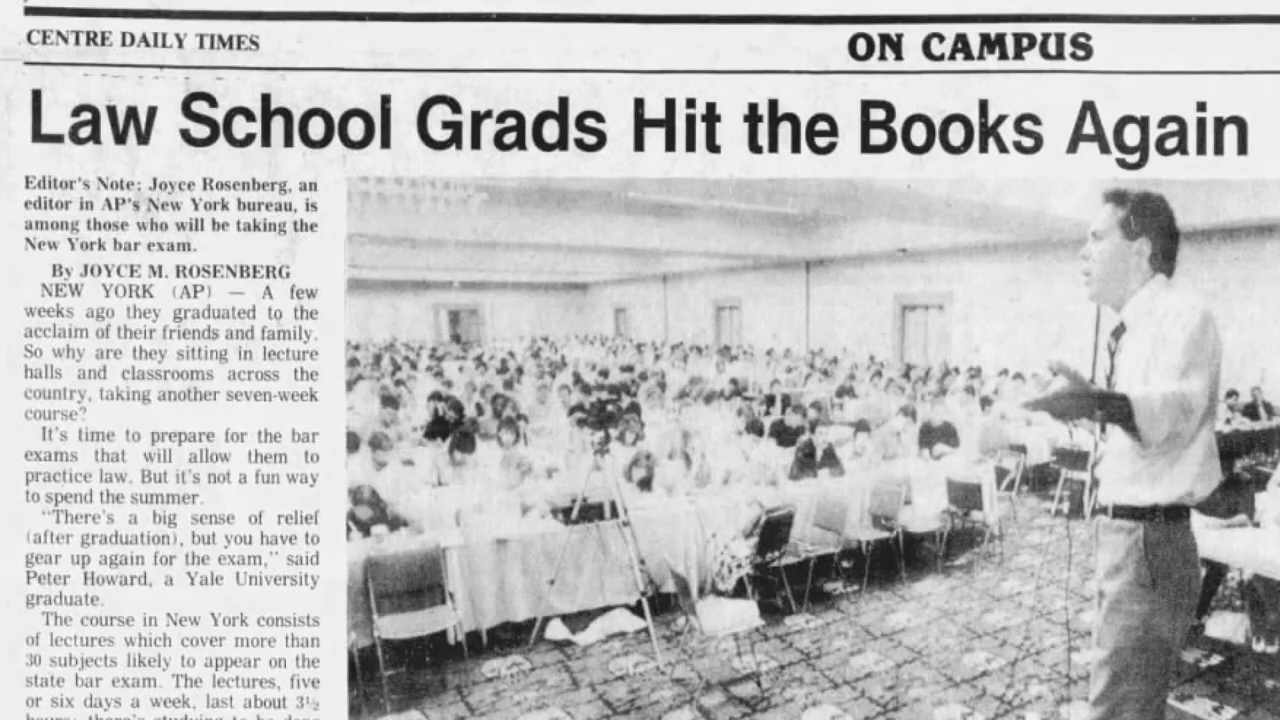 CENTRE DAILY TIMES
ON CAMPUS
Law School Grads Hit the Books Again
Editor's Note: Joyce Rosenberg, an
editor in AP's New York bureau, is
among those who will be taking the
New York bar exam.
By JOYCE M. ROSENBERG
NEW YORK (AP) — A few
weeks ago they graduated to the
acclaim of their friends and family.
So why are they sitting in lecture
halls and classrooms across the
country, taking another seven-week
course?
It's time to prepare for the bar
exams that will allow them to
practice law. But it's not a fun way
to spend the summer.
"There's a big sense of relief
(after graduation), but you have to
gear up again for the exam," said
Peter Howard, a Yale University
graduate.
The course in New York consists
of lectures which cover more than
30 subjects likely to appear on the
state bar exam. The lectures, five
or six days a week, last about 3½
hours; there's studying to be done